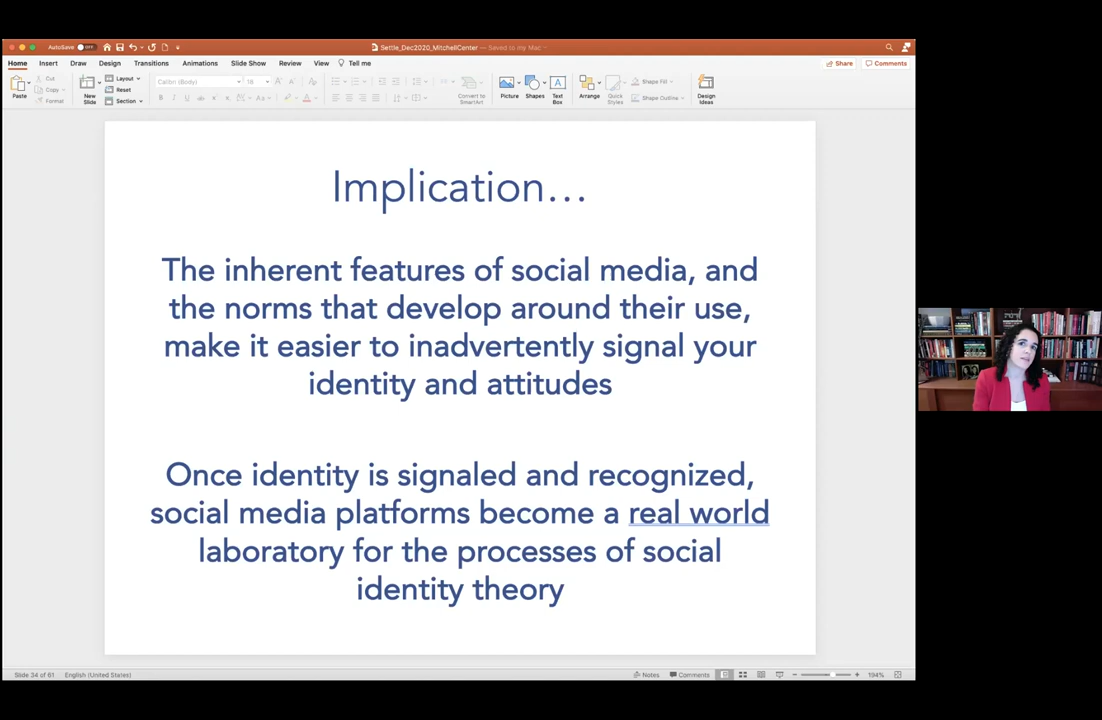 AutoSave OFF
Settle_Dec2020_MitchellCenter — Saved to my Mac
Home Insert Draw Design Transitions Animations Slide Show Review View Tell me
Share Comments
Paste
Cut
Copy
Format
New Slide
Layout
Reset
Section
Calibri (Body) 18
Convert to SmartArt
Picture
Shapes
Text Box
Arrange
Quick Styles
Shape Fill
Shape Outline
Design Ideas
Implication...
The inherent features of social media, and
the norms that develop around their use,
make it easier to inadvertently signal your
identity and attitudes
Once identity is signaled and recognized,
social media platforms become a real world
laboratory for the processes of social
identity theory
Slide 34 of 61 English (United States) Notes Comments 194%